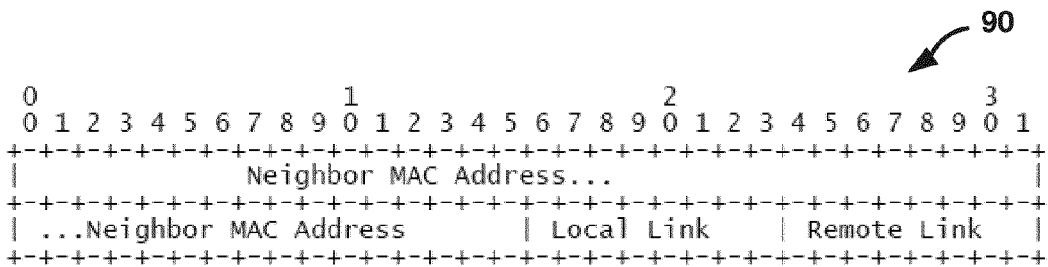 90
0 1 2 3
0 1 2 3 4 5 6 7 8 9 0 1 2 3 4 5 6 7 8 9 0 1 2 3 4 5 6 7 8 9 0 1
+-+-+-+-+-+-+-+-+-+-+-+-+-+-+-+-+-+-+-+-+-+-+-+-+-+-+-+-+-+-+-+-+
| Neighbor MAC Address... |
+-+-+-+-+-+-+-+-+-+-+-+-+-+-+-+-+-+-+-+-+-+-+-+-+-+-+-+-+-+-+-+-+
| ...Neighbor MAC Address | Local Link | Remote Link |
+-+-+-+-+-+-+-+-+-+-+-+-+-+-+-+-+-+-+-+-+-+-+-+-+-+-+-+-+-+-+-+-+